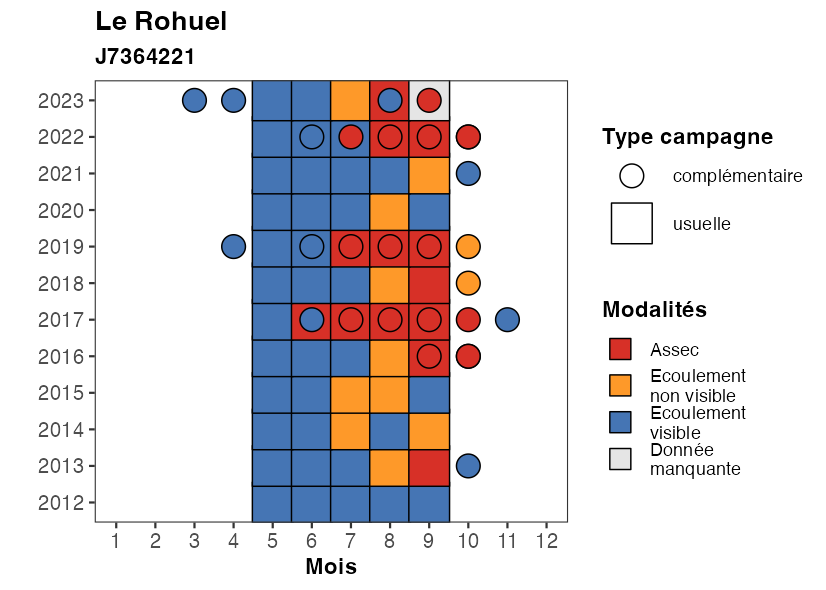 Le Rohuel
J7364221
2023
2022
2021
2020
2019
2018
2017
2016
2015
2014
2013
2012
1 2 3 4 5 6 7 8 9 10 11 12
Mois
Type campagne
complémentaire
usuelle
Modalités
Assec
Ecoulement
non visible
Ecoulement
visible
Donnée
manquante